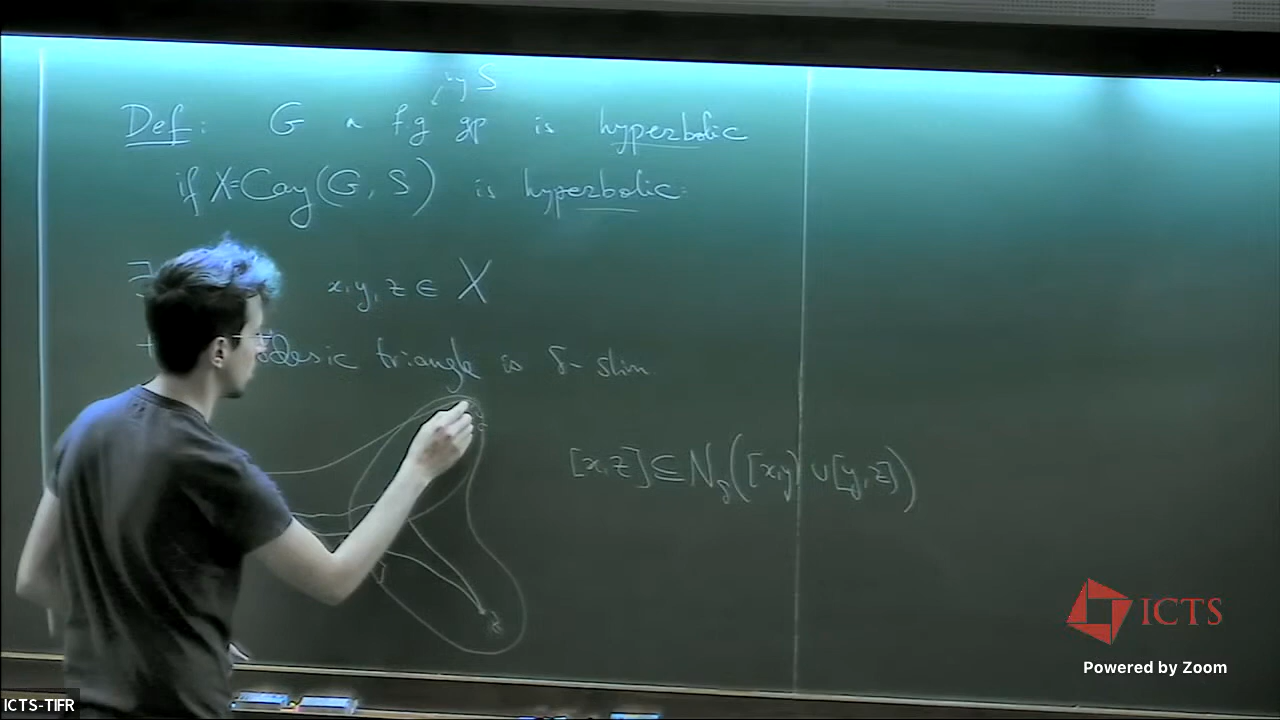 by S
Def: G a fg gp is hyperbolic
if X=Cay(G, S) is hyperbolic:
∃ x, y, z ∈ X
triangle is δ-slim
[x,z] ⊆ N_δ([x,y] ∪ [y,z])
ICTS
Powered by Zoom
ICTS-TIFR